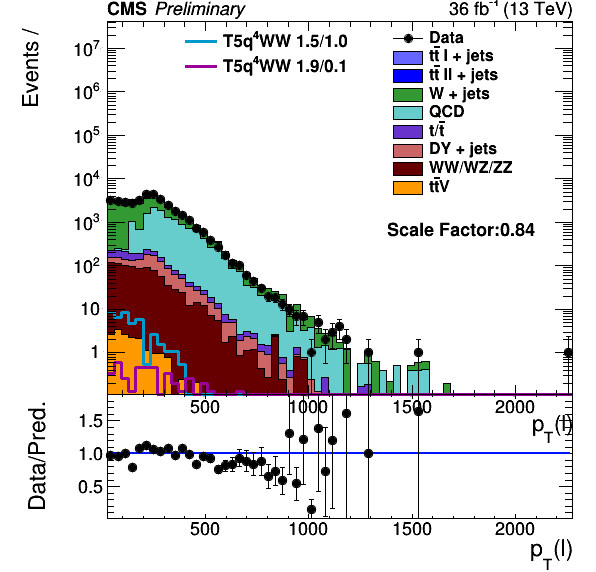 CMS Preliminary 36 fb⁻¹ (13 TeV)
Events /
T5q⁴WW 1.5/1.0
T5q⁴WW 1.9/0.1
Data
tt̄ l + jets
tt̄ ll + jets
W + jets
QCD
t/t̄
DY + jets
WW/WZ/ZZ
tt̄V
Scale Factor:0.84
10⁷
10⁶
10⁵
10⁴
10³
10²
10
1
500 1000 1500 2000
p_T(l)
Data/Pred.
1.5
1.0
0.5
500 1000 1500 2000
p_T(l)